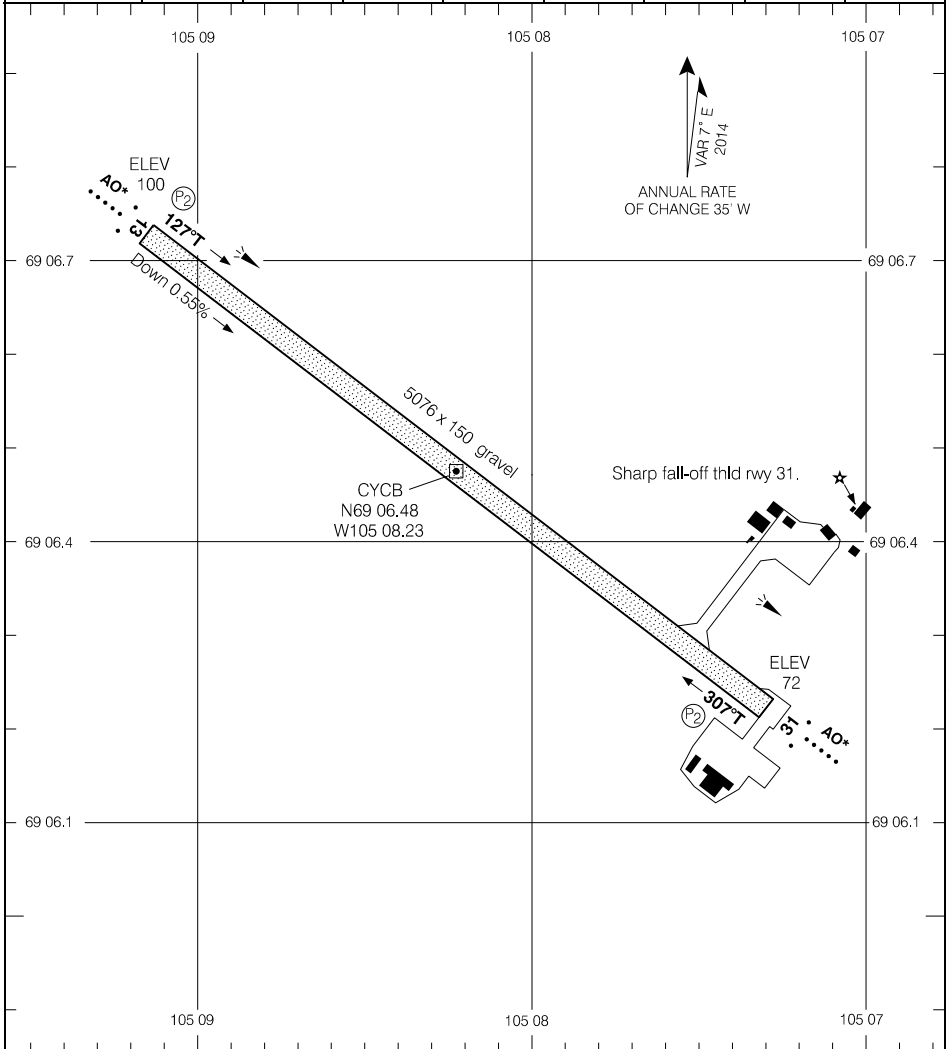 105 09
105 08
105 07
VAR 7° E
2014
ANNUAL RATE
OF CHANGE 35' W
ELEV
100
AO*
P2
13
127°T
69 06.7
69 06.7
Down 0.55%
5076 x 150 gravel
Sharp fall-off thld rwy 31.
CYCB
N69 06.48
W105 08.23
69 06.4
69 06.4
ELEV
72
307°T
P2
31
AO*
69 06.1
69 06.1
105 09
105 08
105 07